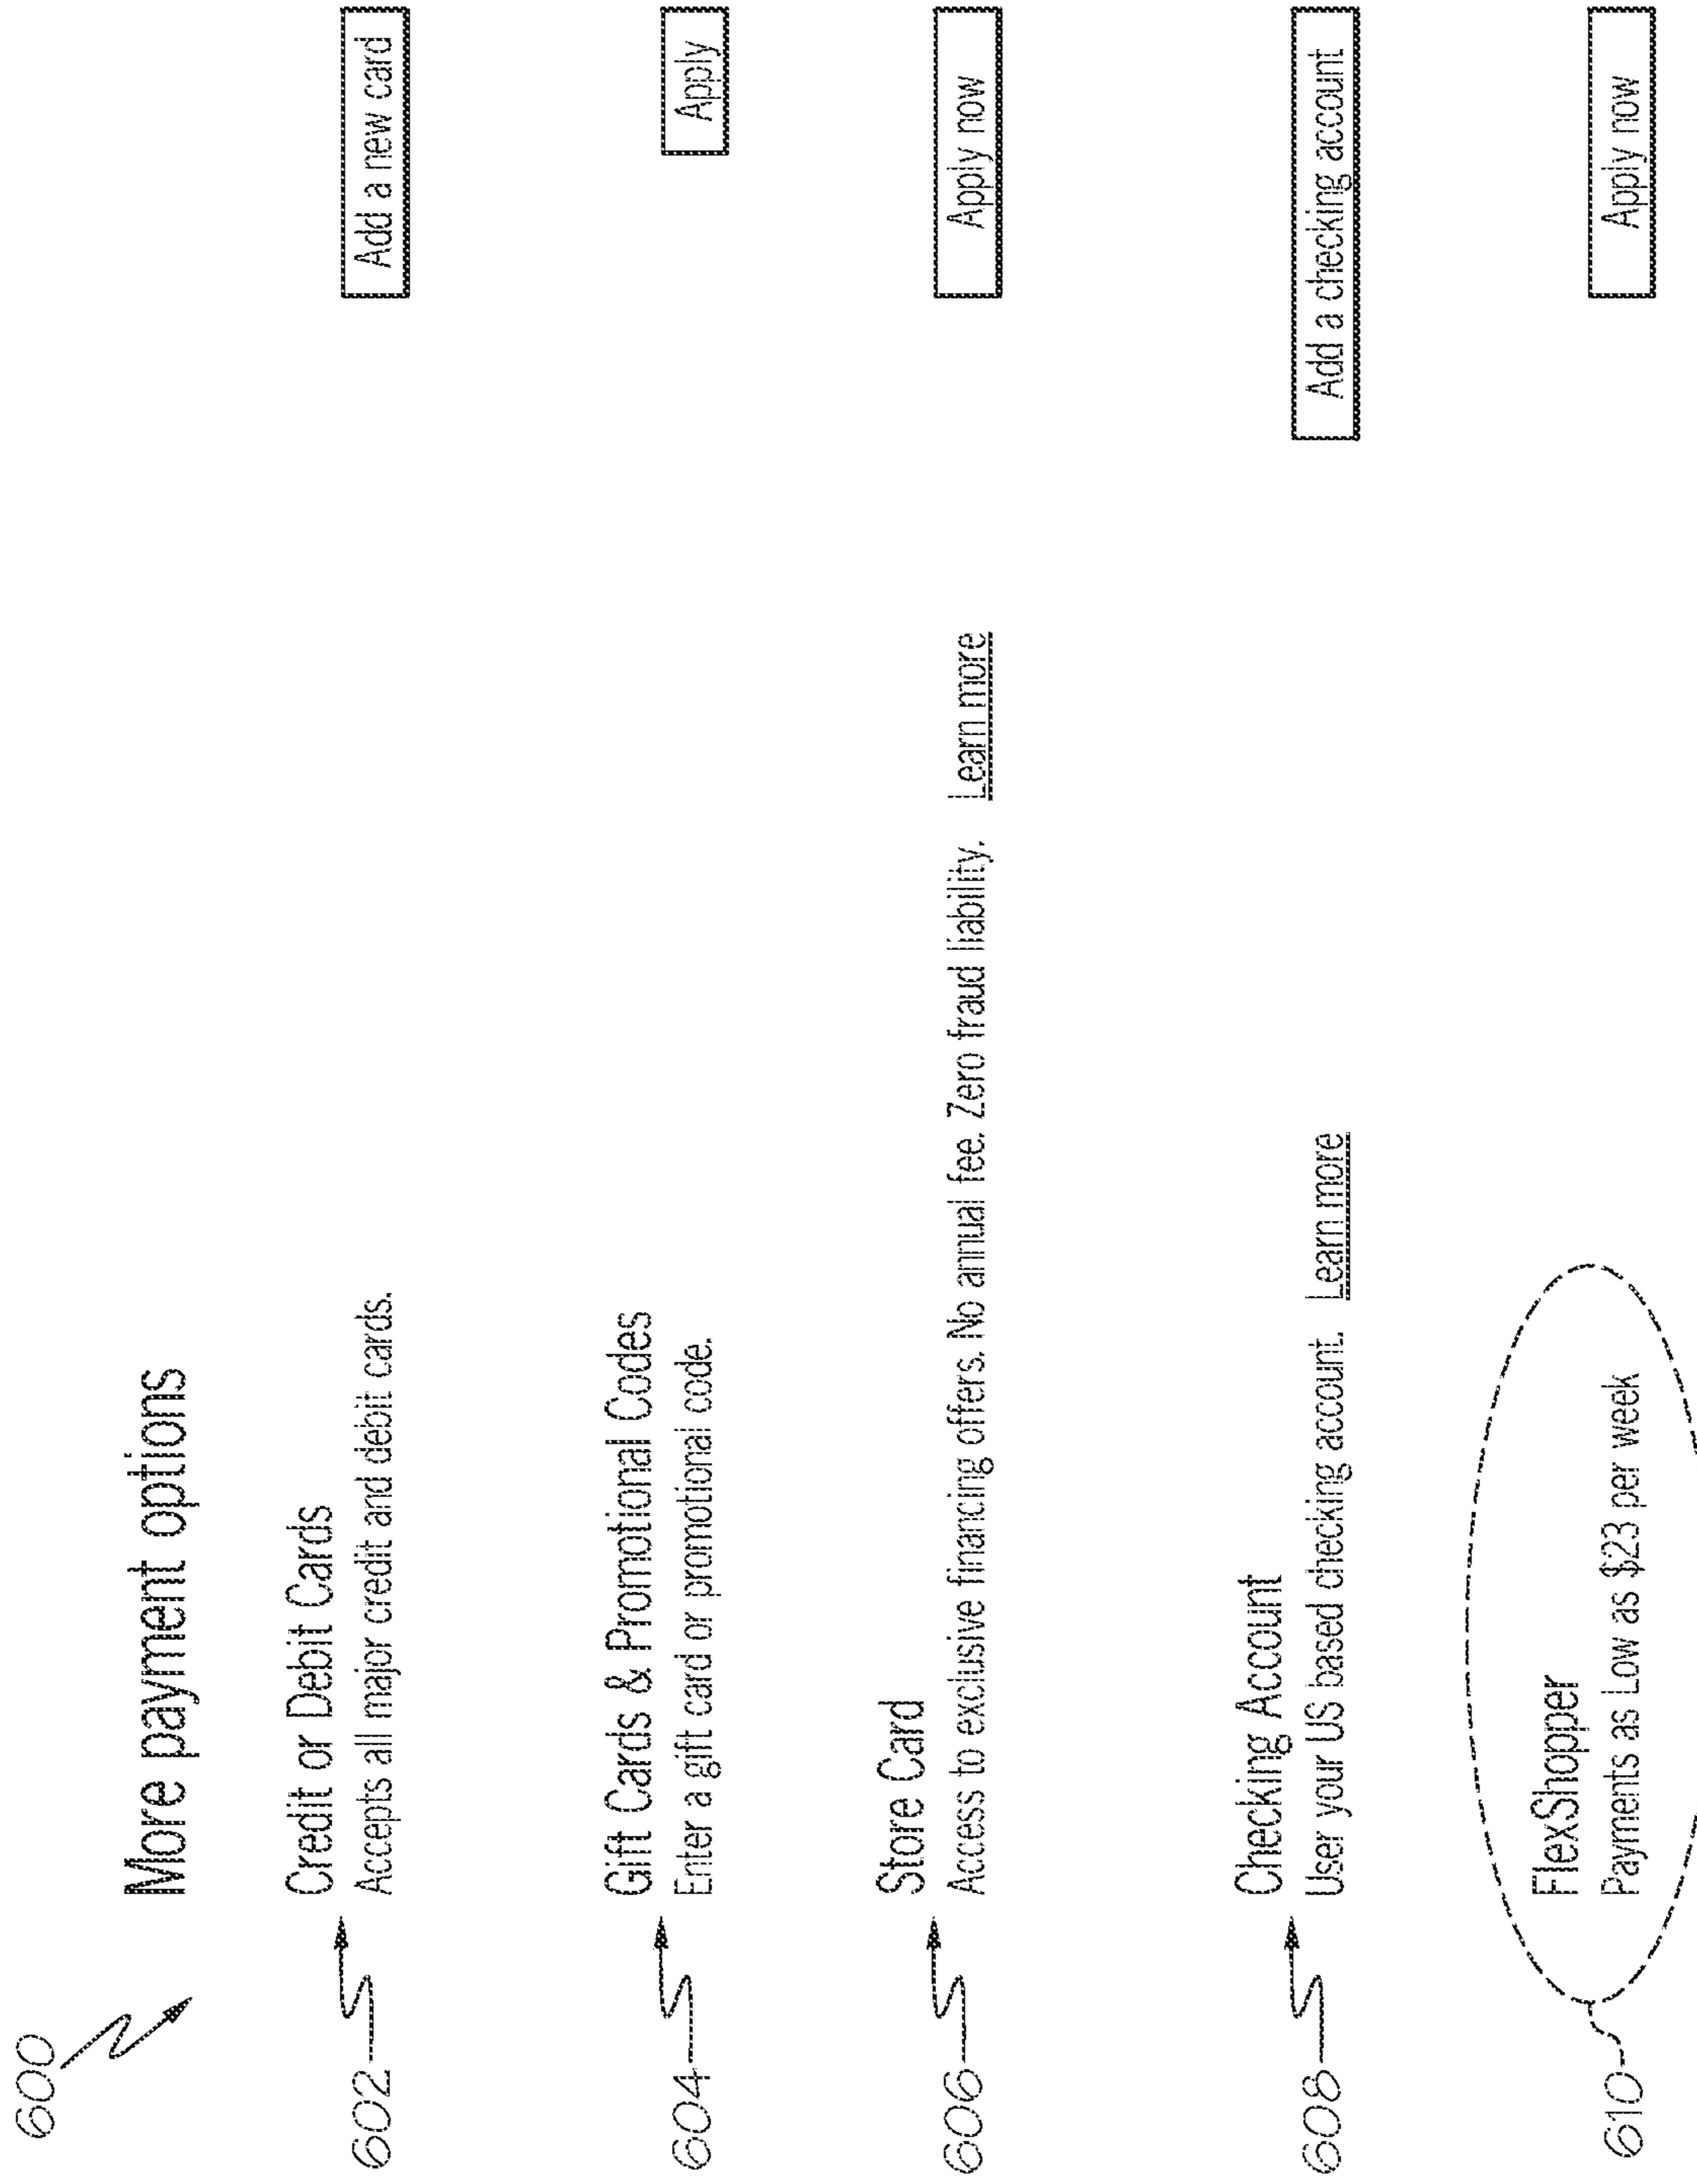 600
More payment options
602
Credit or Debit Cards
Accepts all major credit and debit cards.
Add a new card
604
Gift Cards & Promotional Codes
Enter a gift card or promotional code.
Apply
606
Store Card
Access to exclusive financing offers. No annual fee. Zero fraud liability. Learn more
Apply now
608
Checking Account
User your US based checking account. Learn more
Add a checking account
610
FlexShopper
Payments as Low as $23 per week
Apply now